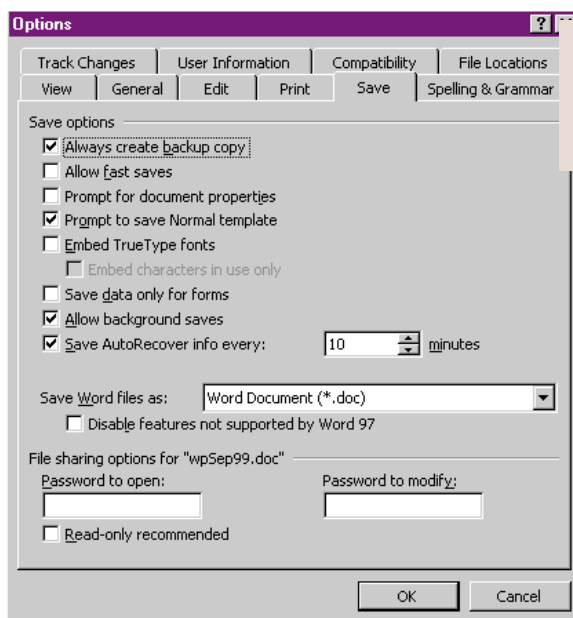 Options
Track Changes User Information Compatibility File Locations
View General Edit Print Save Spelling & Grammar
Save options
Always create backup copy
Allow fast saves
Prompt for document properties
Prompt to save Normal template
Embed TrueType fonts
Embed characters in use only
Save data only for forms
Allow background saves
Save AutoRecover info every: 10 minutes
Save Word files as: Word Document (*.doc)
Disable features not supported by Word 97
File sharing options for "wpSep99.doc"
Password to open: Password to modify:
Read-only recommended
OK Cancel